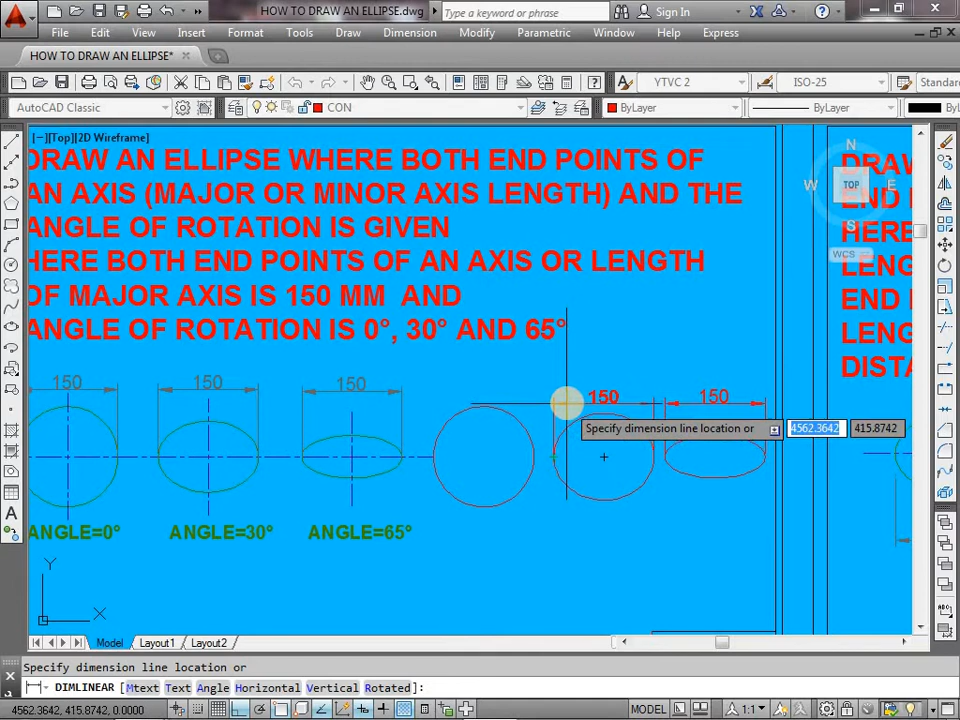 HOW TO DRAW AN ELLIPSE.dwg
Type a keyword or phrase
Sign In
File Edit View Insert Format Tools Draw Dimension Modify Parametric Window Help Express
HOW TO DRAW AN ELLIPSE*
YTVC 2
ISO-25
Standar
AutoCAD Classic
CON
ByLayer
ByLayer
ByLayer
[−][Top][2D Wireframe]
DRAW AN ELLIPSE WHERE BOTH END POINTS OF
AN AXIS (MAJOR OR MINOR AXIS LENGTH) AND THE
ANGLE OF ROTATION IS GIVEN
HERE BOTH END POINTS OF AN AXIS OR LENGTH
OF MAJOR AXIS IS 150 MM AND
ANGLE OF ROTATION IS 0°, 30° AND 65°
DRAW
END
HERE
LENG
END
LENG
DISTA
N
W TOP E
S
WCS
150 150 150 150 150
Specify dimension line location or 4562.3642 415.8742
ANGLE=0° ANGLE=30° ANGLE=65°
Y
X
Model Layout1 Layout2
Specify dimension line location or
DIMLINEAR [Mtext Text Angle Horizontal Vertical Rotated]:
4562.3642, 415.8742, 0.0000
MODEL
1:1